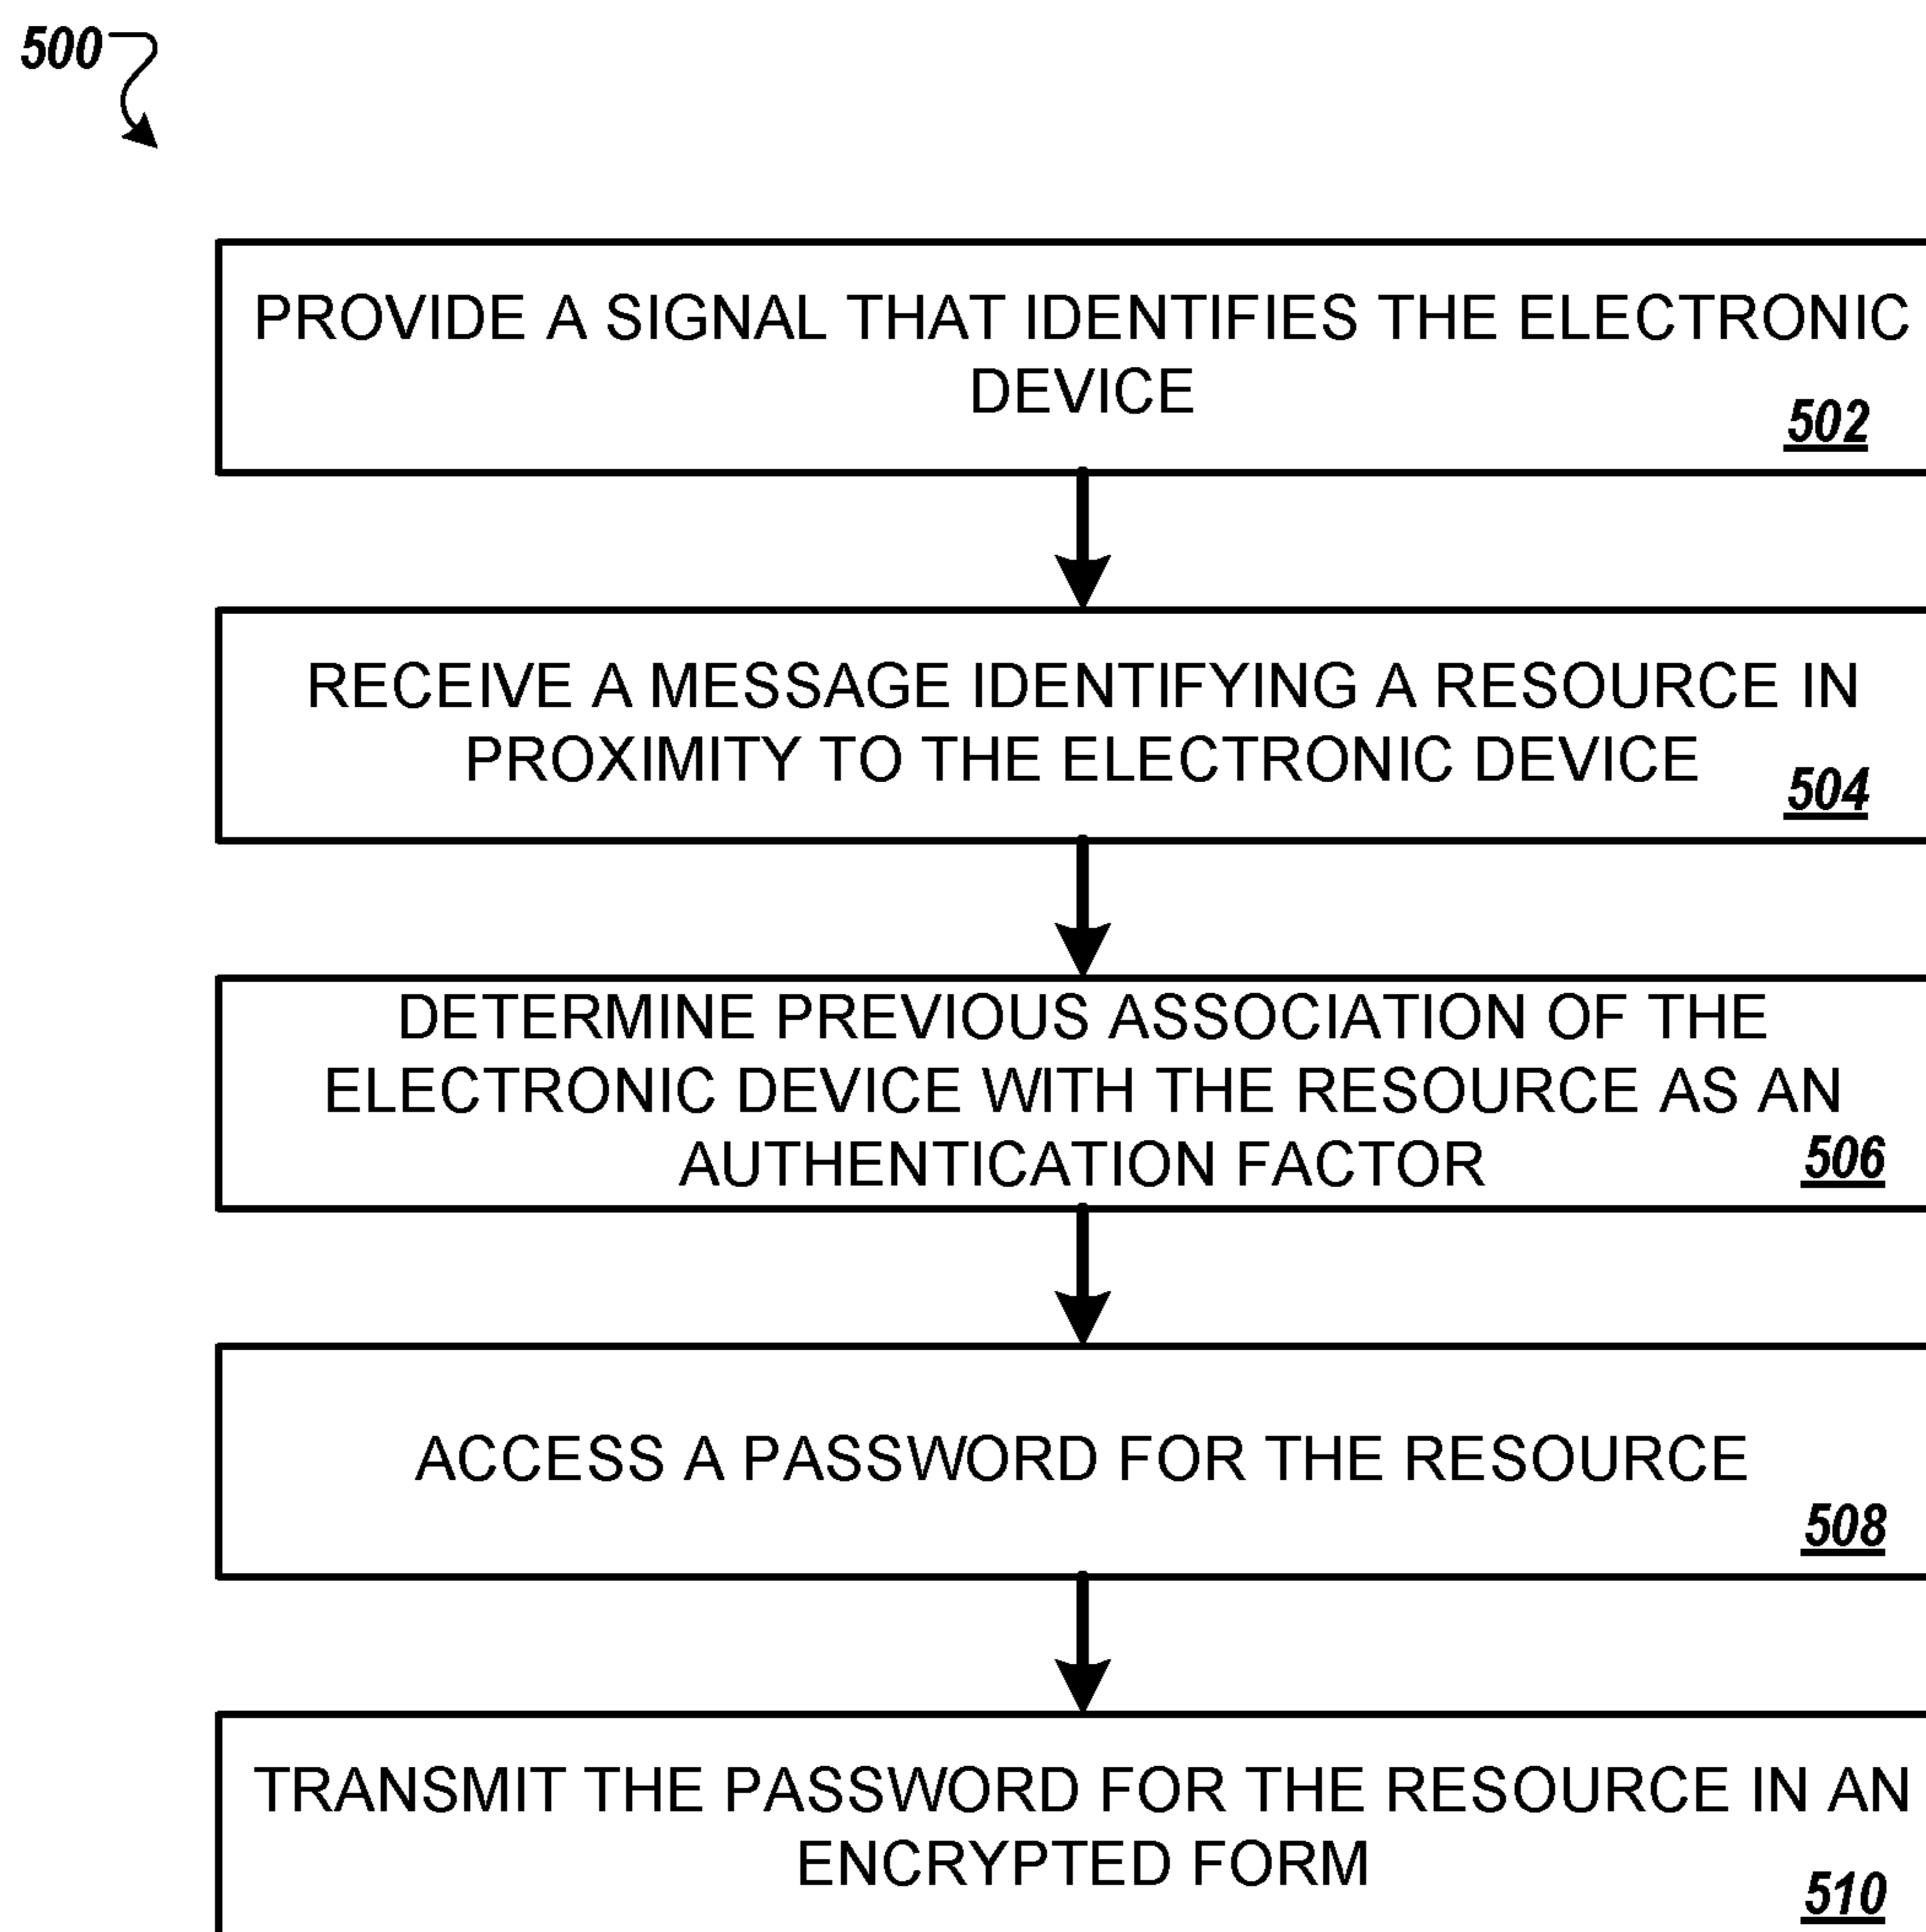 500
PROVIDE A SIGNAL THAT IDENTIFIES THE ELECTRONIC
DEVICE
502
RECEIVE A MESSAGE IDENTIFYING A RESOURCE IN
PROXIMITY TO THE ELECTRONIC DEVICE
504
DETERMINE PREVIOUS ASSOCIATION OF THE
ELECTRONIC DEVICE WITH THE RESOURCE AS AN
AUTHENTICATION FACTOR
506
ACCESS A PASSWORD FOR THE RESOURCE
508
TRANSMIT THE PASSWORD FOR THE RESOURCE IN AN
ENCRYPTED FORM
510